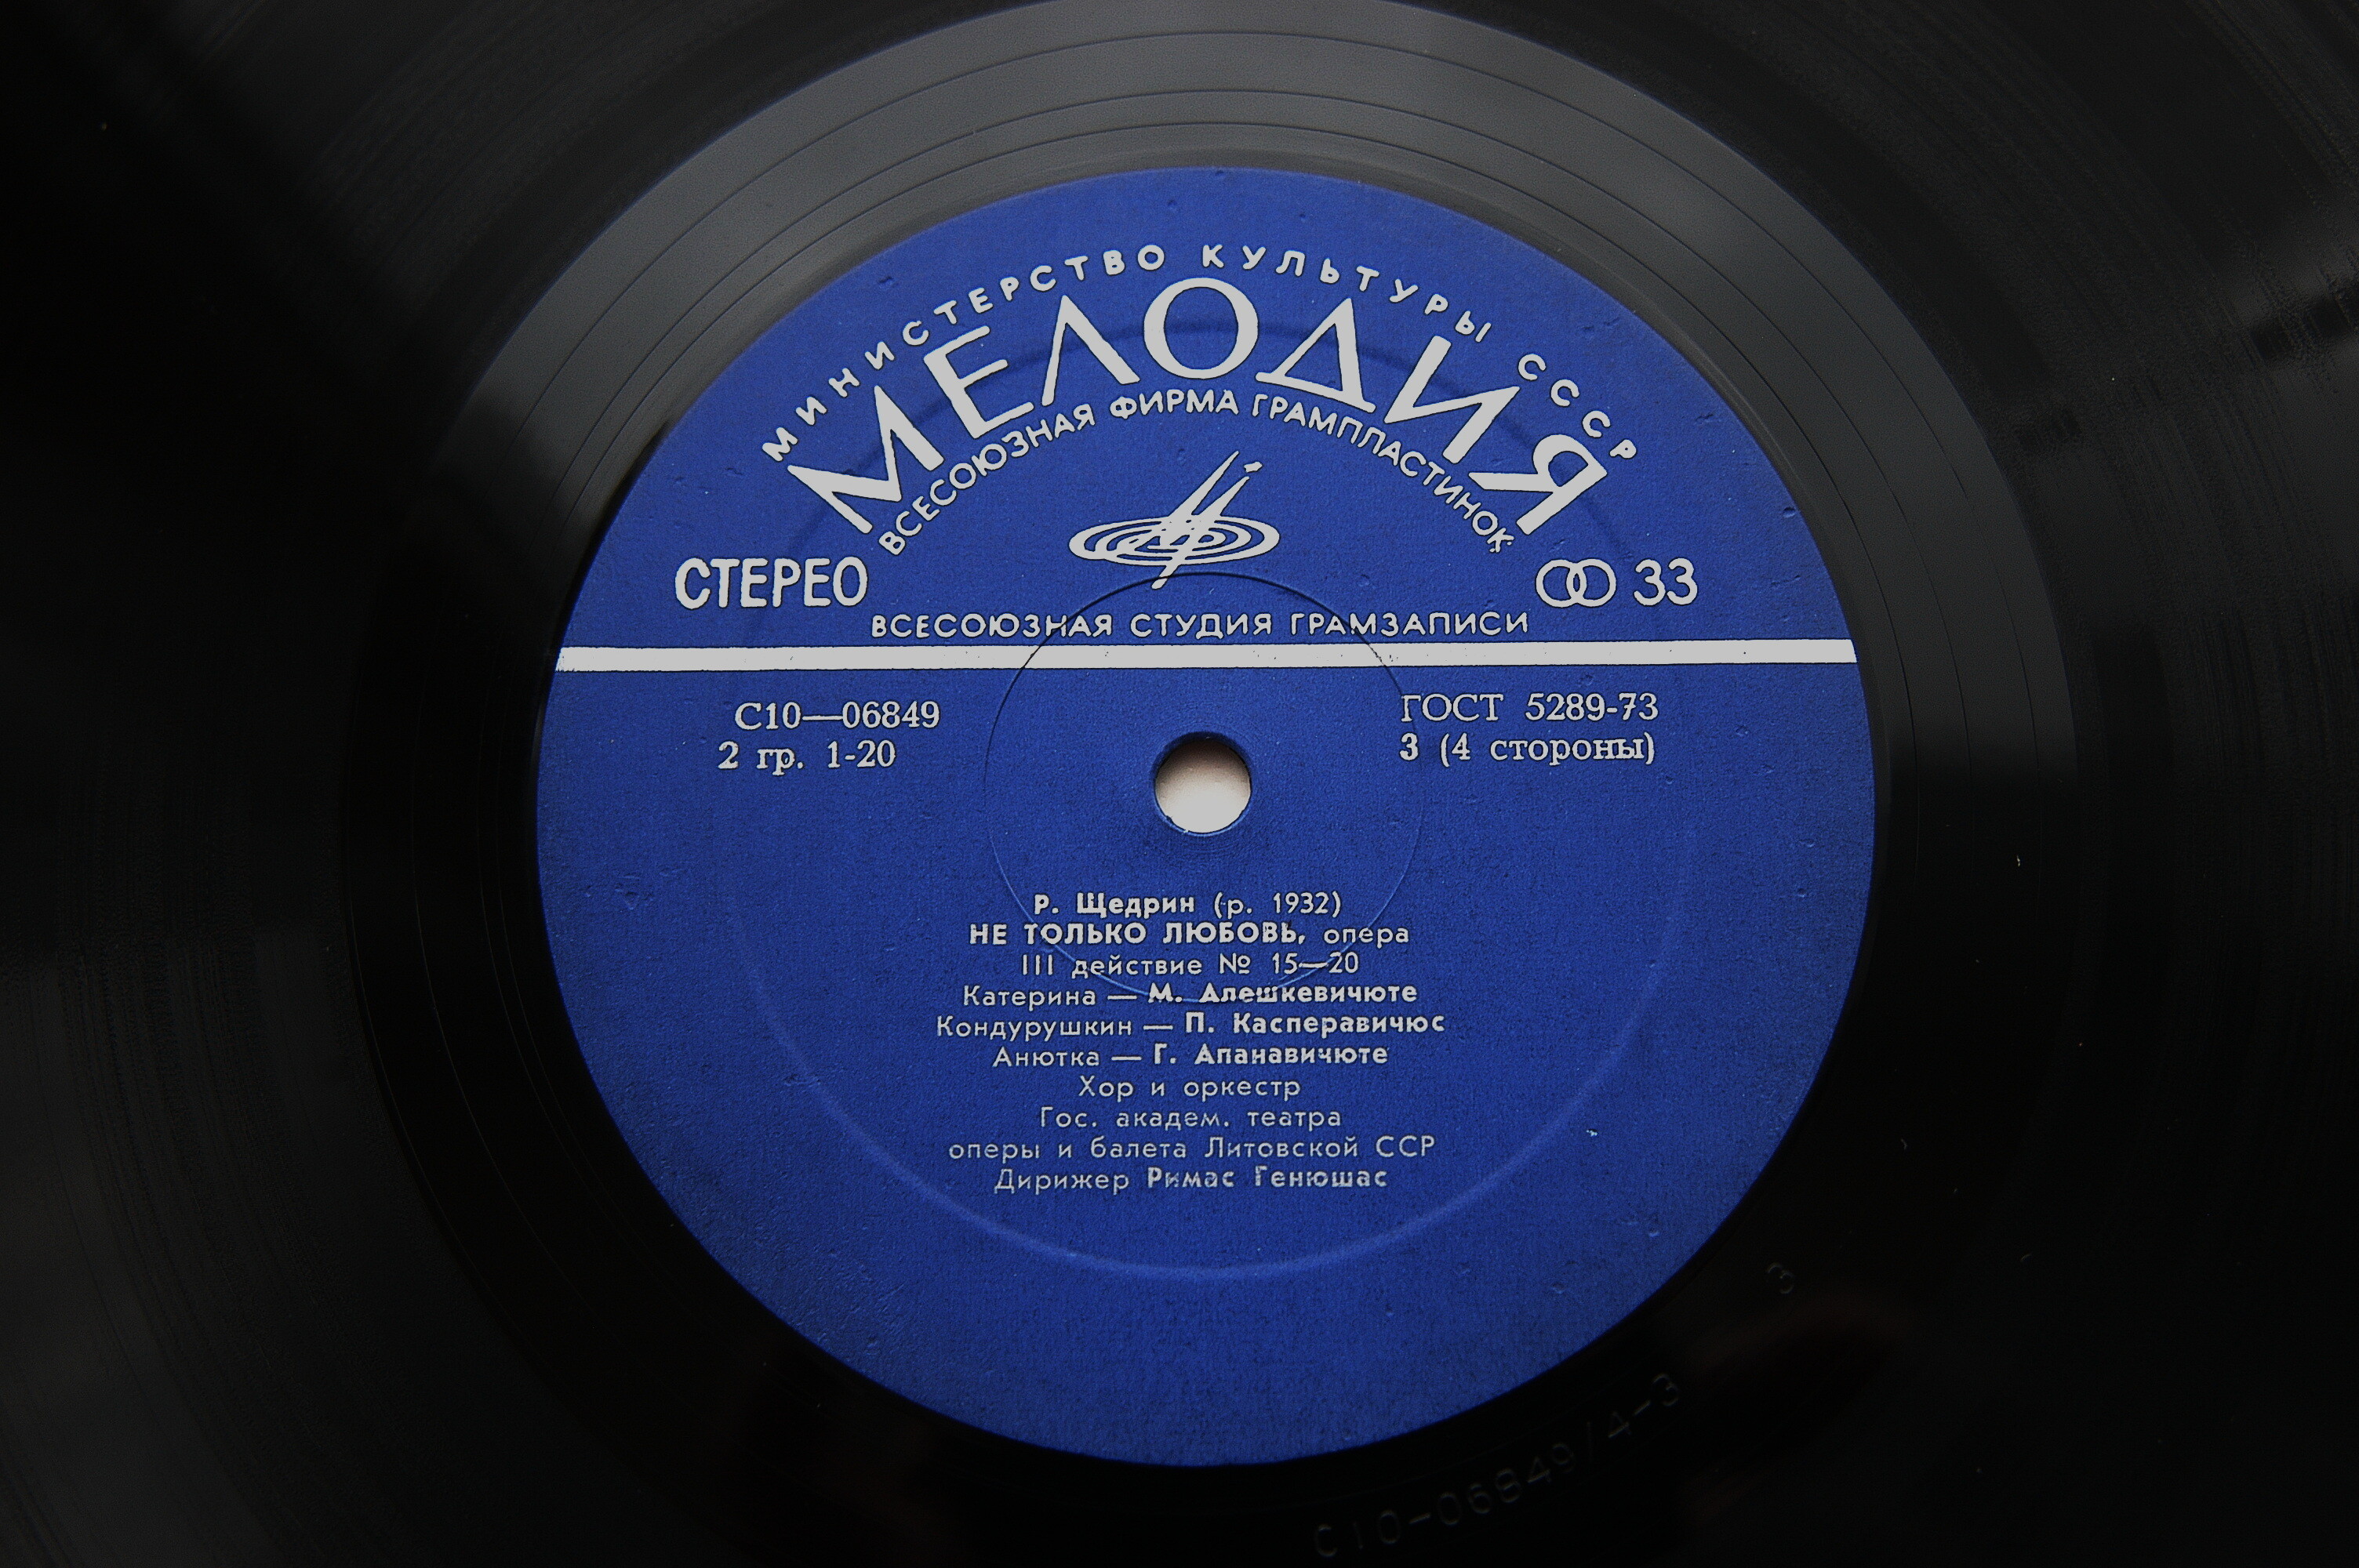 МИНИСТЕРСТВО КУЛЬТУРЫ СССР
МЕЛОДИЯ
ВСЕСОЮЗНАЯ ФИРМА ГРАМПЛАСТИНОК
СТЕРЕО
33
ВСЕСОЮЗНАЯ СТУДИЯ ГРАМЗАПИСИ
С10—06849
ГОСТ 5289-73
2 гр. 1-20
3 (4 стороны)
Р. Щедрин (р. 1932)
НЕ ТОЛЬКО ЛЮБОВЬ, опера
III действие № 15—20
Катерина — М. Алешкевичюте
Кондурушкин — П. Касперавичюс
Анютка — Г. Апанавичюте
Хор и оркестр
Гос. академ. театра
оперы и балета Литовской ССР
Дирижер Римас Генюшас
3
С10-06849/4-3